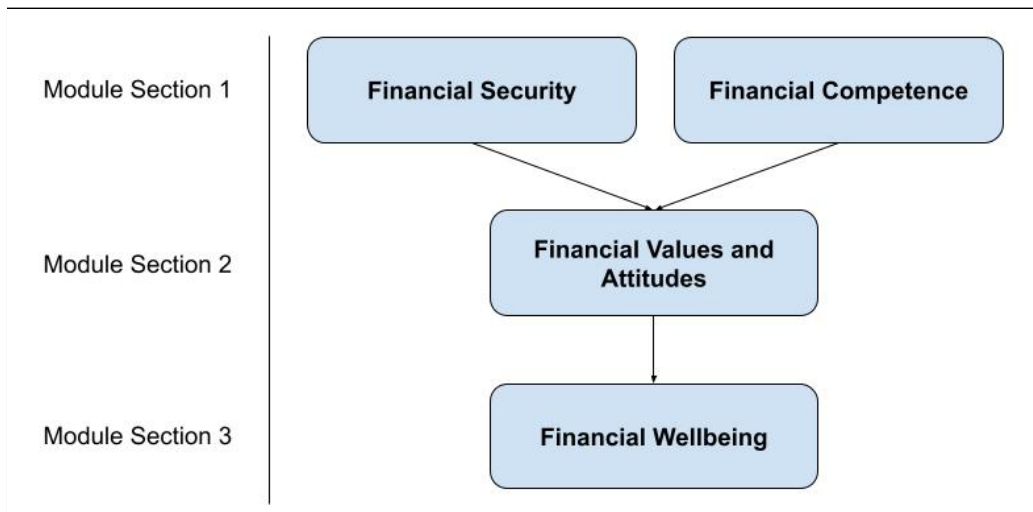 Module Section 1
Financial Security
Financial Competence
Module Section 2
Financial Values and
Attitudes
Module Section 3
Financial Wellbeing